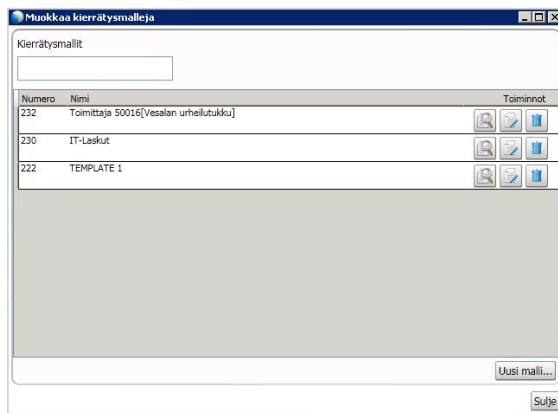 Muokkaa kierrätysmalleja
Kierrätysmallit
Numero Nimi Toiminnot
232 Toimittaja 50016[Vesalan urheilutukku]
230 IT-Laskut
222 TEMPLATE 1
Uusi malli...
Sulje